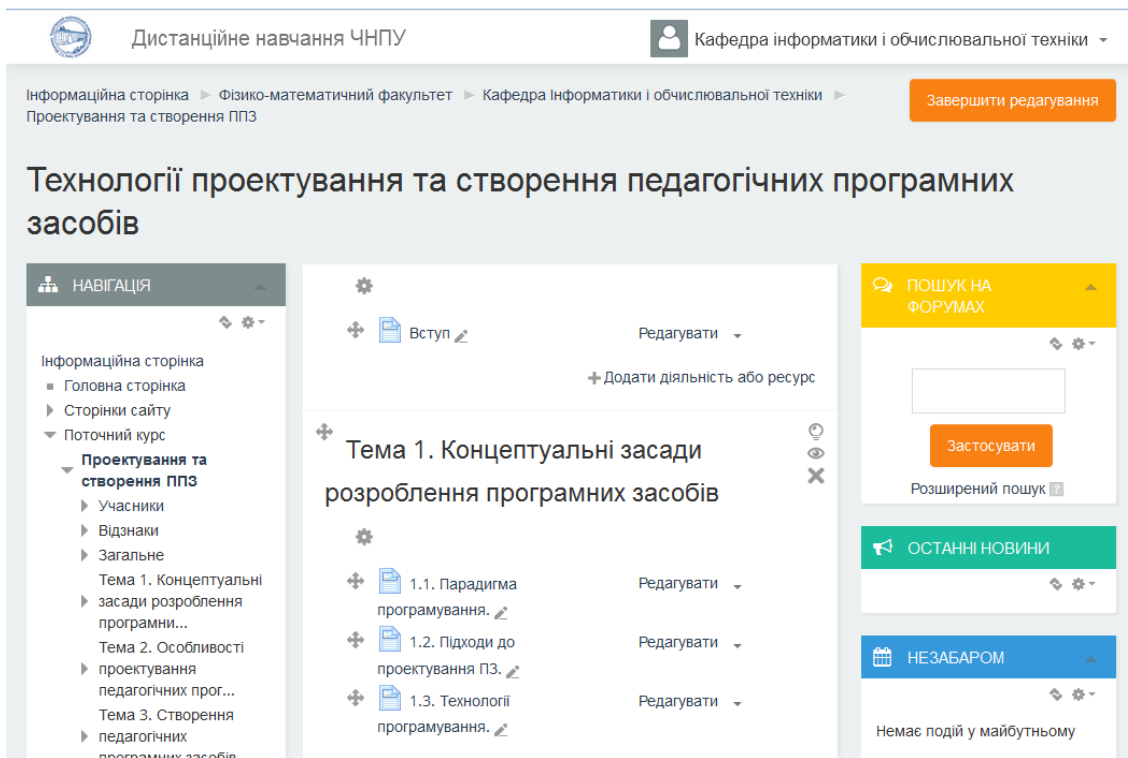 Дистанційне навчання ЧНПУ
Кафедра інформатики і обчислювальної техніки
Інформаційна сторінка
Фізико-математичний факультет
Кафедра Інформатики і обчислювальної техніки
Проектування та створення ППЗ
Завершити редагування
Технології проектування та створення педагогічних програмних
засобів
НАВІГАЦІЯ
Інформаційна сторінка
Головна сторінка
Сторінки сайту
Поточний курс
Проектування та
створення ППЗ
Учасники
Відзнаки
Загальне
Тема 1. Концептуальні
засади розроблення
програмни...
Тема 2. Особливості
проектування
педагогічних прог...
Тема 3. Створення
педагогічних
програмних засобів
Вступ
Редагувати
Додати діяльність або ресурс
Тема 1. Концептуальні засади
розроблення програмних засобів
1.1. Парадигма
програмування.
Редагувати
1.2. Підходи до
проектування ПЗ.
Редагувати
1.3. Технології
програмування.
Редагувати
ПОШУК НА
ФОРУМАХ
Застосувати
Розширений пошук ?
ОСТАННІ НОВИНИ
НЕЗАБАРОМ
Немає подій у майбутньому